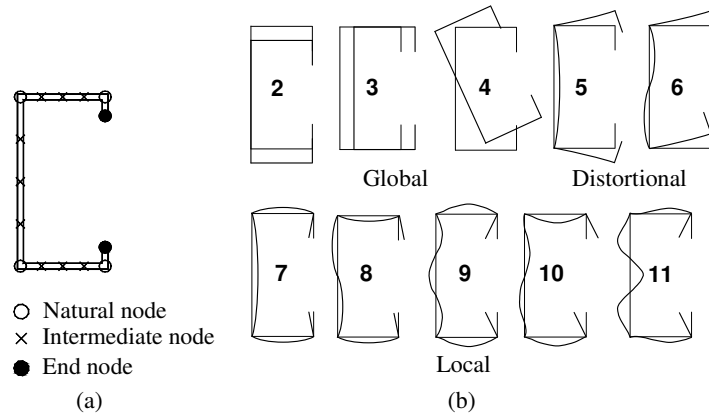 2 3 4 5 6
Global Distortional
7 8 9 10 11
Local
Natural node
Intermediate node
End node
(a) (b)